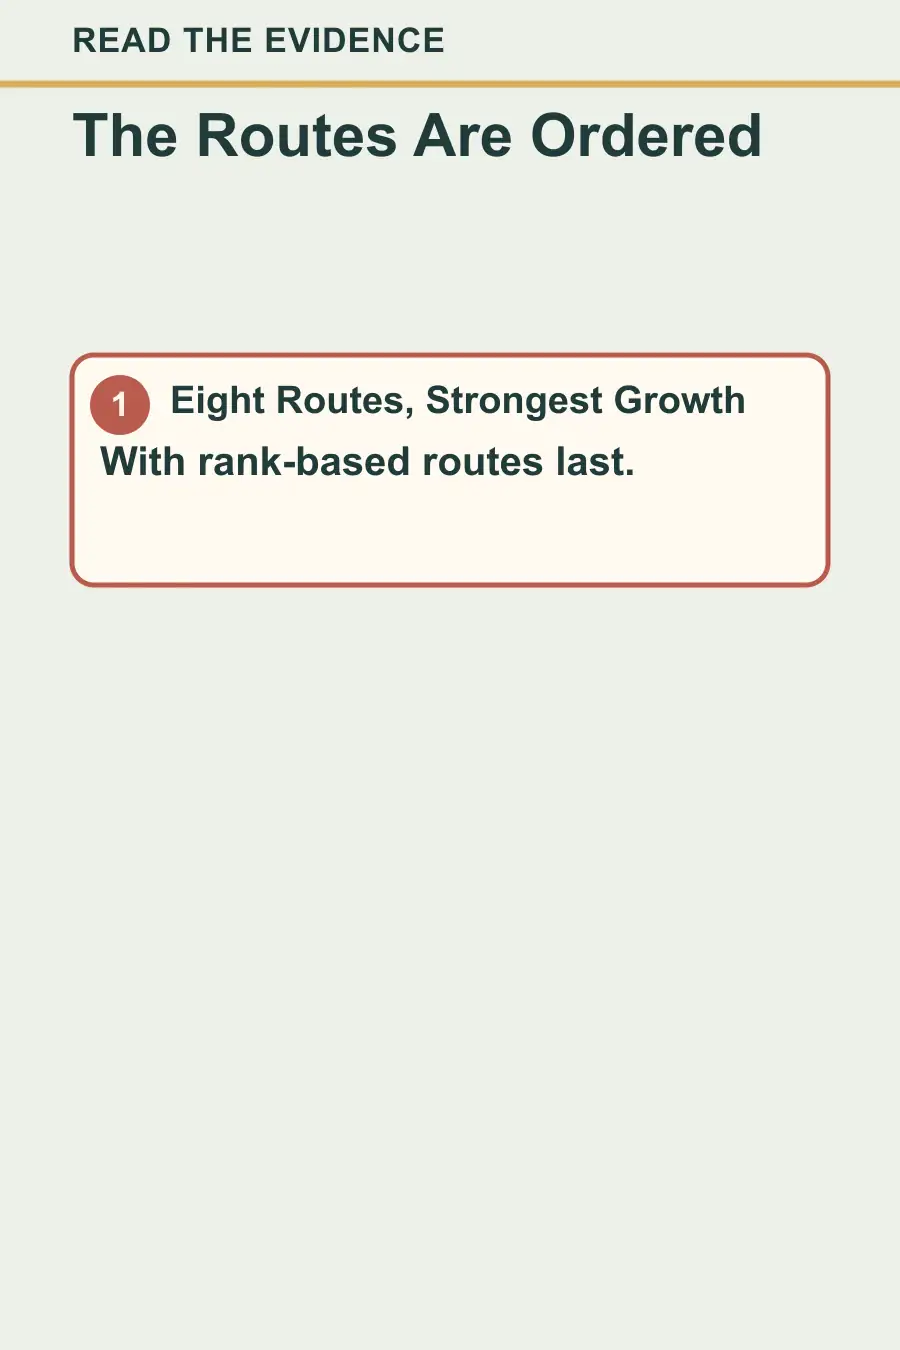 READ THE EVIDENCE
The Routes Are Ordered
1 Eight Routes, Strongest Growth
With rank-based routes last.